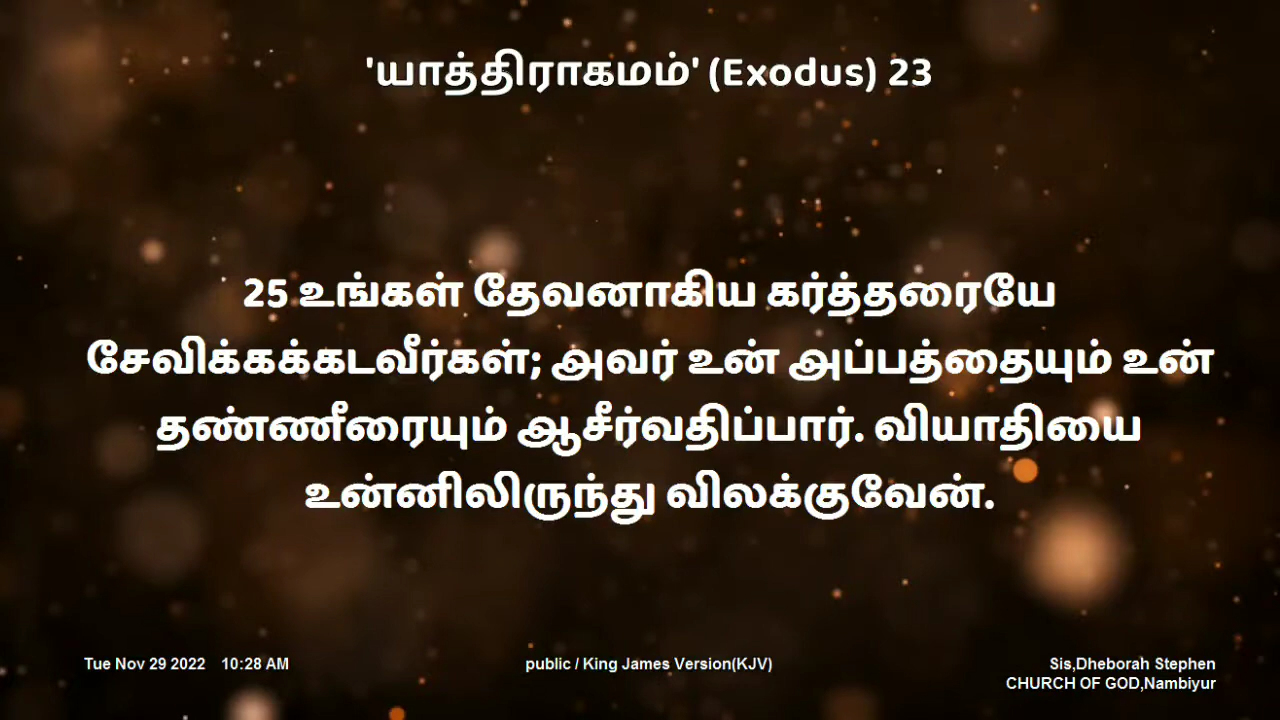 'யாத்திராகமம்' (Exodus) 23
25 உங்கள் தேவனாகிய கர்த்தரையே
சேவிக்கக்கடவீர்கள்; அவர் உன் அப்பத்தையும் உன்
தண்ணீரையும் ஆசீர்வதிப்பார். வியாதியை
உன்னிலிருந்து விலக்குவேன்.
Tue Nov 29 2022 10:28 AM
public / King James Version(KJV)
Sis,Dheborah Stephen
CHURCH OF GOD,Nambiyur